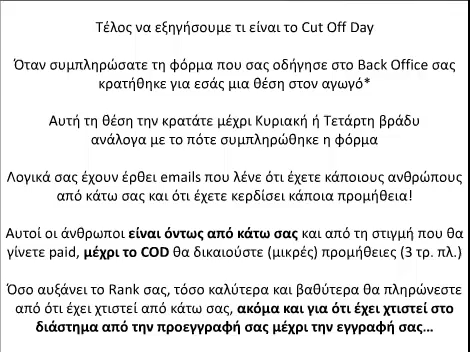 Τέλος να εξηγήσουμε τι είναι το Cut Off Day
Όταν συμπληρώσατε τη φόρμα που σας οδήγησε στο Back Office σας
κρατήθηκε για εσάς μια θέση στον αγωγό*
Αυτή τη θέση την κρατάτε μέχρι Κυριακή ή Τετάρτη βράδυ
ανάλογα με το πότε συμπληρώθηκε η φόρμα
Λογικά σας έχουν έρθει emails που λένε ότι έχετε κάποιους ανθρώπους
από κάτω σας και ότι έχετε κερδίσει κάποια προμήθεια!
Αυτοί οι άνθρωποι είναι όντως από κάτω σας και από τη στιγμή που θα
γίνετε paid, μέχρι το COD θα δικαιούστε (μικρές) προμήθειες (3 τρ. πλ.)
Όσο αυξάνει το Rank σας, τόσο καλύτερα και βαθύτερα θα πληρώνεστε
από ότι έχει χτιστεί από κάτω σας, ακόμα και για ότι έχει χτιστεί στο
διάστημα από την προεγγραφή σας μέχρι την εγγραφή σας...